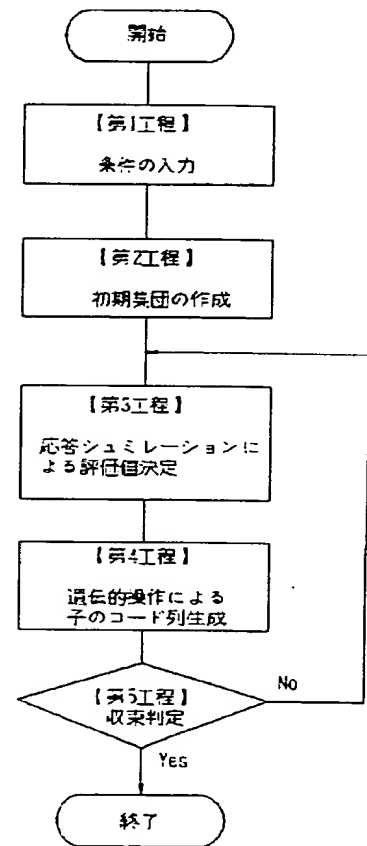 開始
【第1工程】
条件の入力
【第2工程】
初期集団の作成
【第3工程】
応答シュミレーションに
よる評価値決定
【第4工程】
遺伝的操作による
子のコード列生成
【第5工程】
収束判定
No
Yes
終了